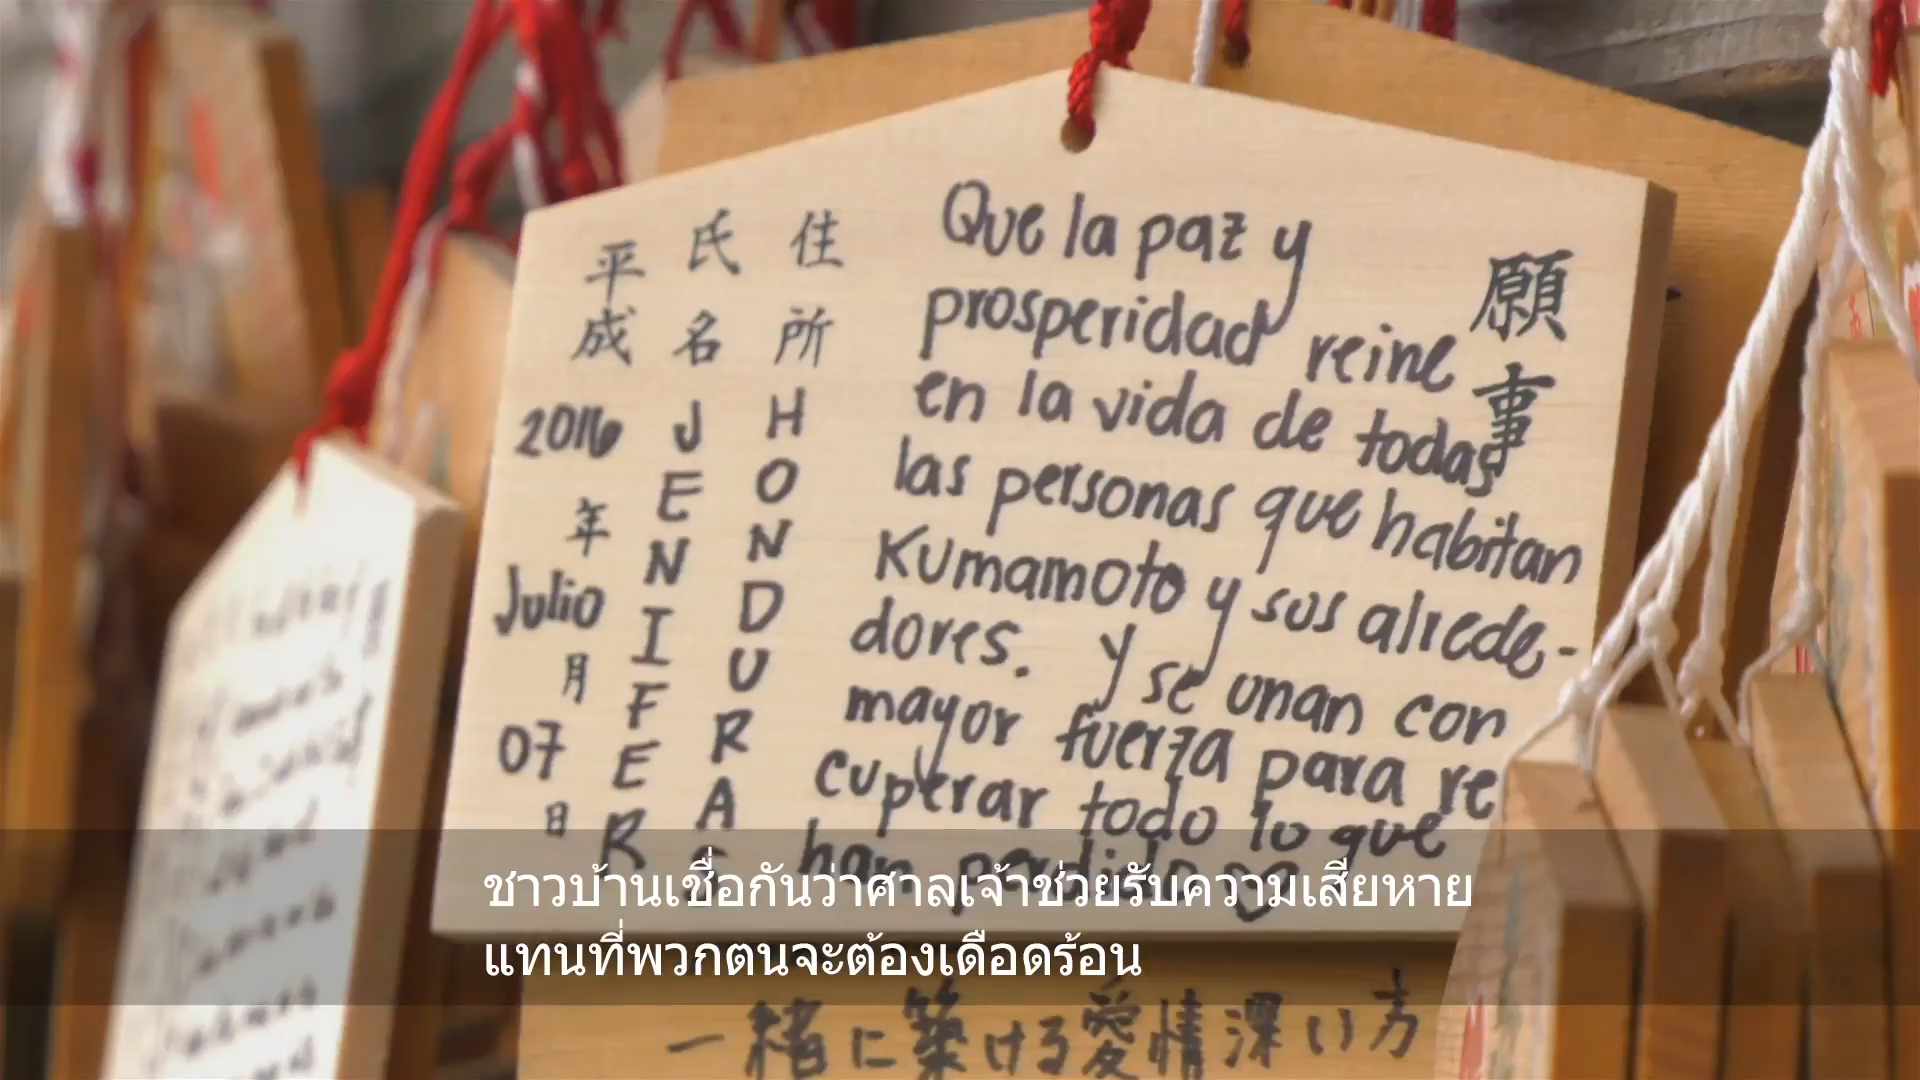 Que la paz y
prosperidad reine
en la vida de todas
las personas que habitan
Kumamoto y sus alrede-
dores. y se unan con
mayor fuerza para re
cuperar todo lo que
han perdido
願事
住所 HONDURA
氏名 JENIFER
平成 2016 年 Julio 月 07 日
ชาวบ้านเชื่อกันว่าศาลเจ้าช่วยรับความเสียหาย
แทนที่พวกตนจะต้องเดือดร้อน
一緒に築ける愛情深い方